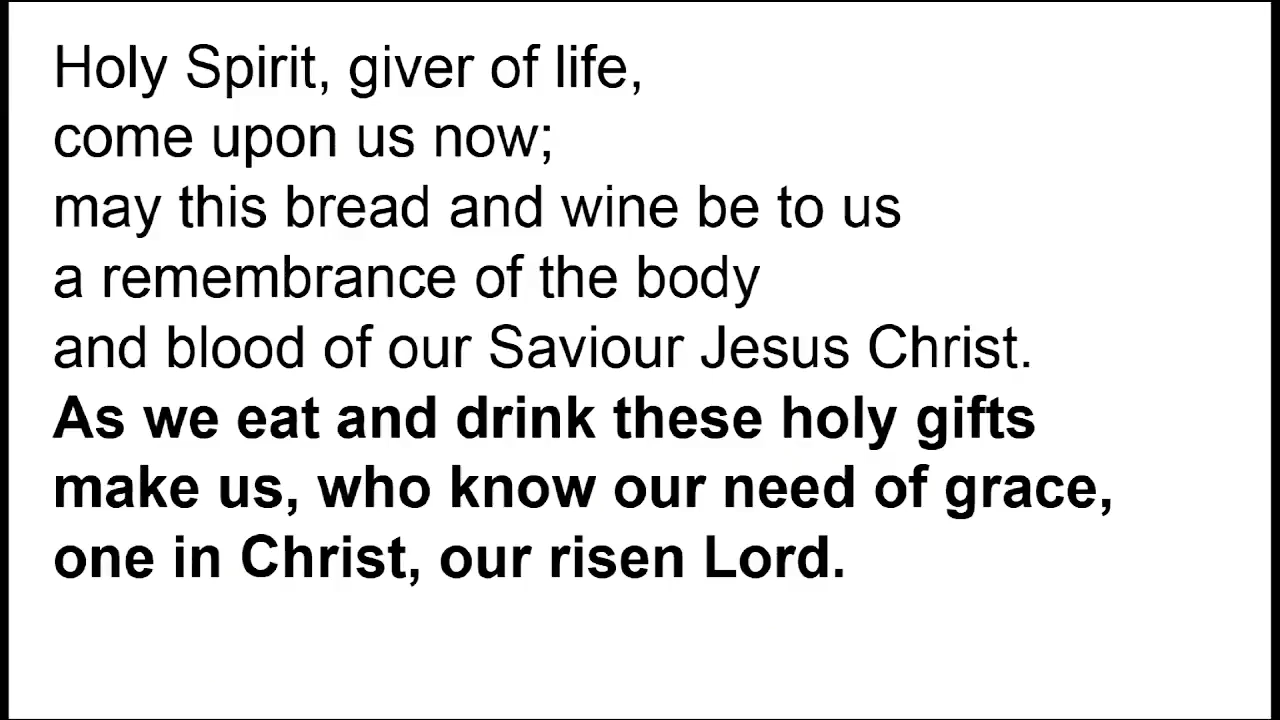 Holy Spirit, giver of life,
come upon us now;
may this bread and wine be to us
a remembrance of the body
and blood of our Saviour Jesus Christ.
As we eat and drink these holy gifts
make us, who know our need of grace,
one in Christ, our risen Lord.